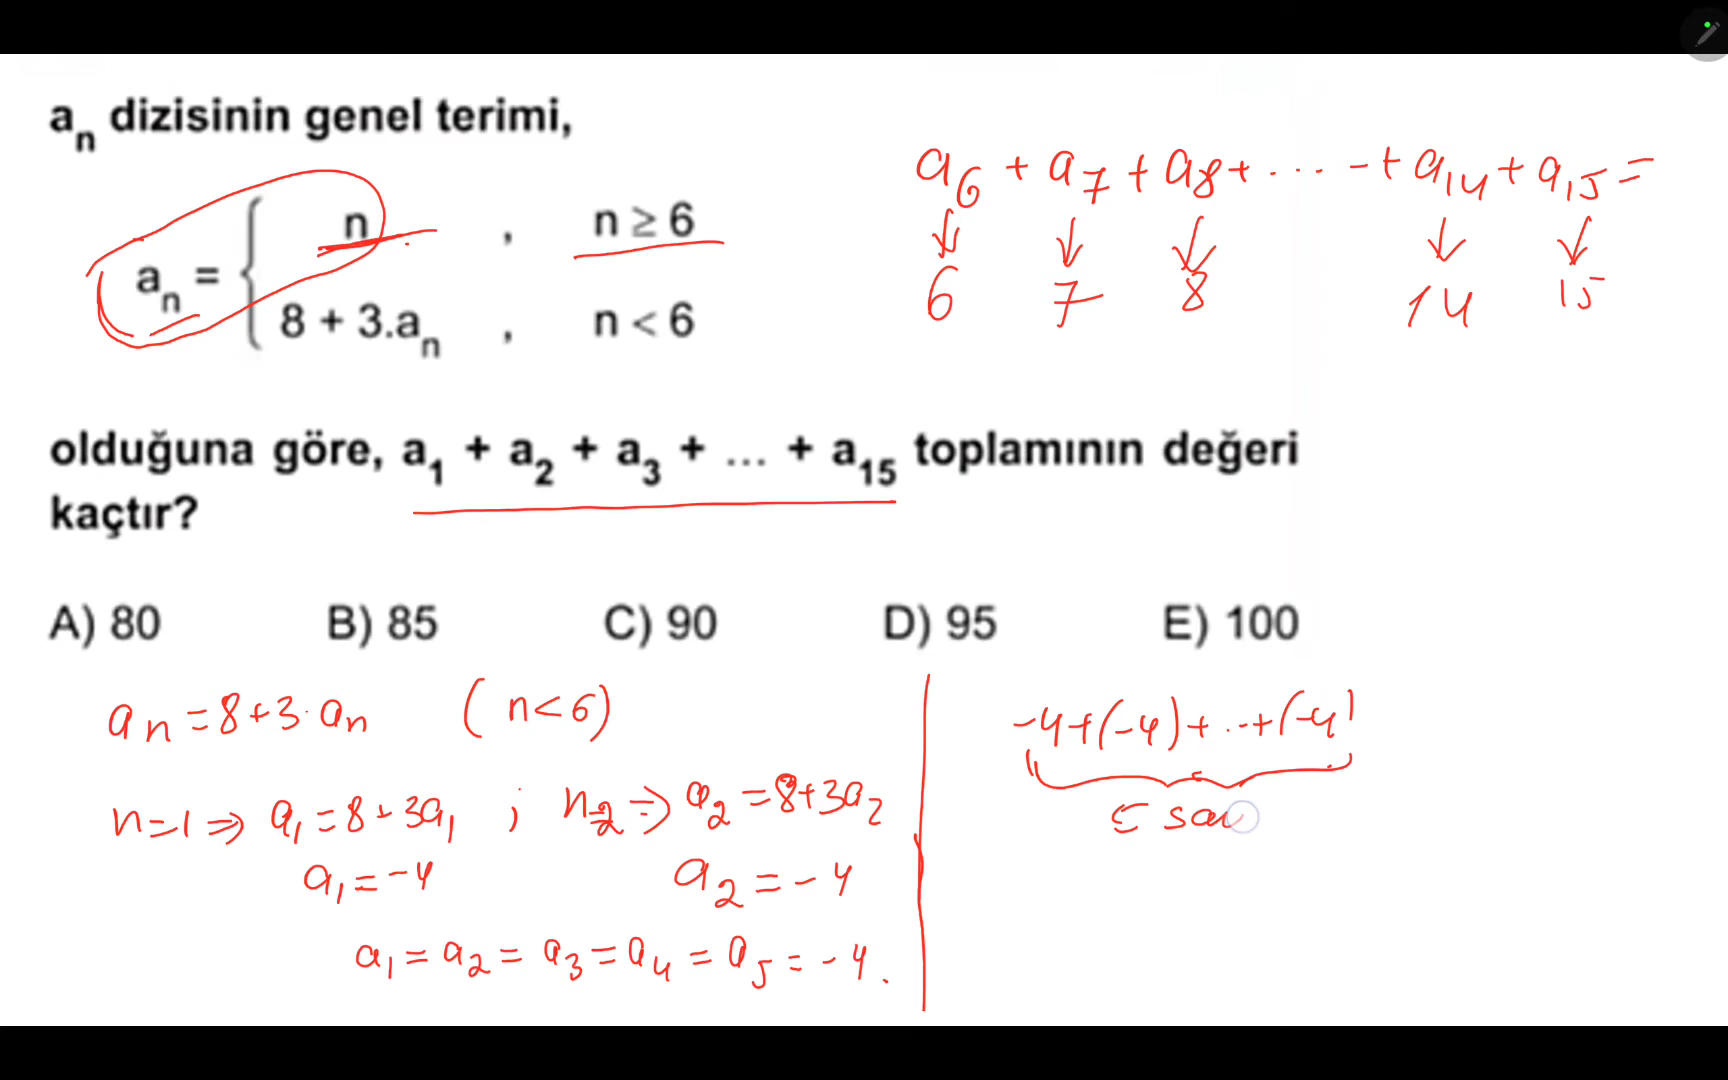 aₙ dizisinin genel terimi,
aₙ = { n , n ≥ 6
8 + 3.aₙ , n < 6
olduğuna göre, a₁ + a₂ + a₃ + ... + a₁₅ toplamının değeri
kaçtır?
A) 80 B) 85 C) 90 D) 95 E) 100
a₆ + a₇ + a₈ + ... + a₁₄ + a₁₅ =
6 7 8 14 15
aₙ = 8 + 3·aₙ (n < 6)
n=1 ⇒ a₁ = 8 + 3a₁ ; n=2 ⇒ a₂ = 8 + 3a₂
a₁ = -4 a₂ = -4
a₁ = a₂ = a₃ = a₄ = a₅ = -4.
-4+(-4)+...+(-4)
5